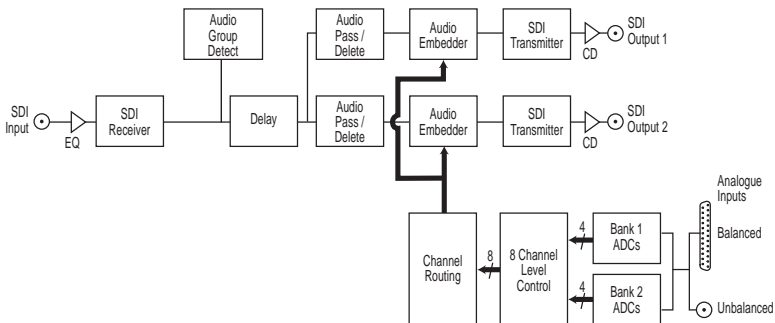 Audio
Group
Detect
Audio
Pass /
Delete
Audio
Embedder
SDI
Transmitter
SDI
Output 1
CD
SDI
Input
EQ
SDI
Receiver
Delay
Audio
Pass /
Delete
Audio
Embedder
SDI
Transmitter
SDI
Output 2
CD
Channel
Routing
8
8 Channel
Level
Control
4
Bank 1
ADCs
4
Bank 2
ADCs
Analogue
Inputs
Balanced
Unbalanced